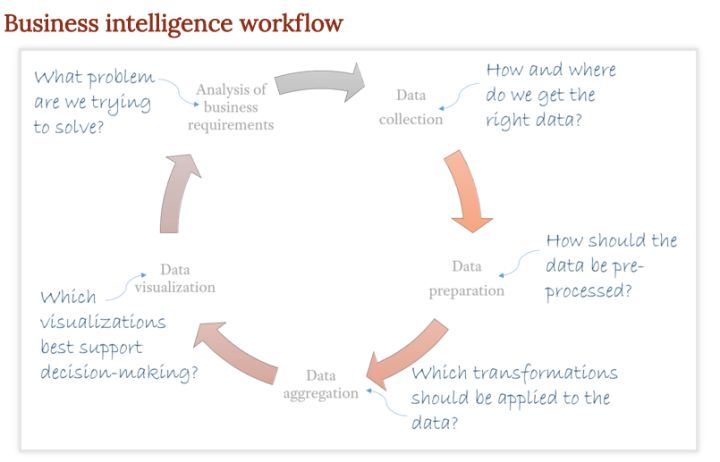 Business intelligence workflow
What problem
are we trying
to solve?
Analysis of
business
requirements
Data
collection
How and where
do we get the
right data?
How should the
data be pre-
processed?
Data
preparation
Data
visualization
Which
visualizations
best support
decision-making?
Data
aggregation
Which transformations
should be applied to the
data?